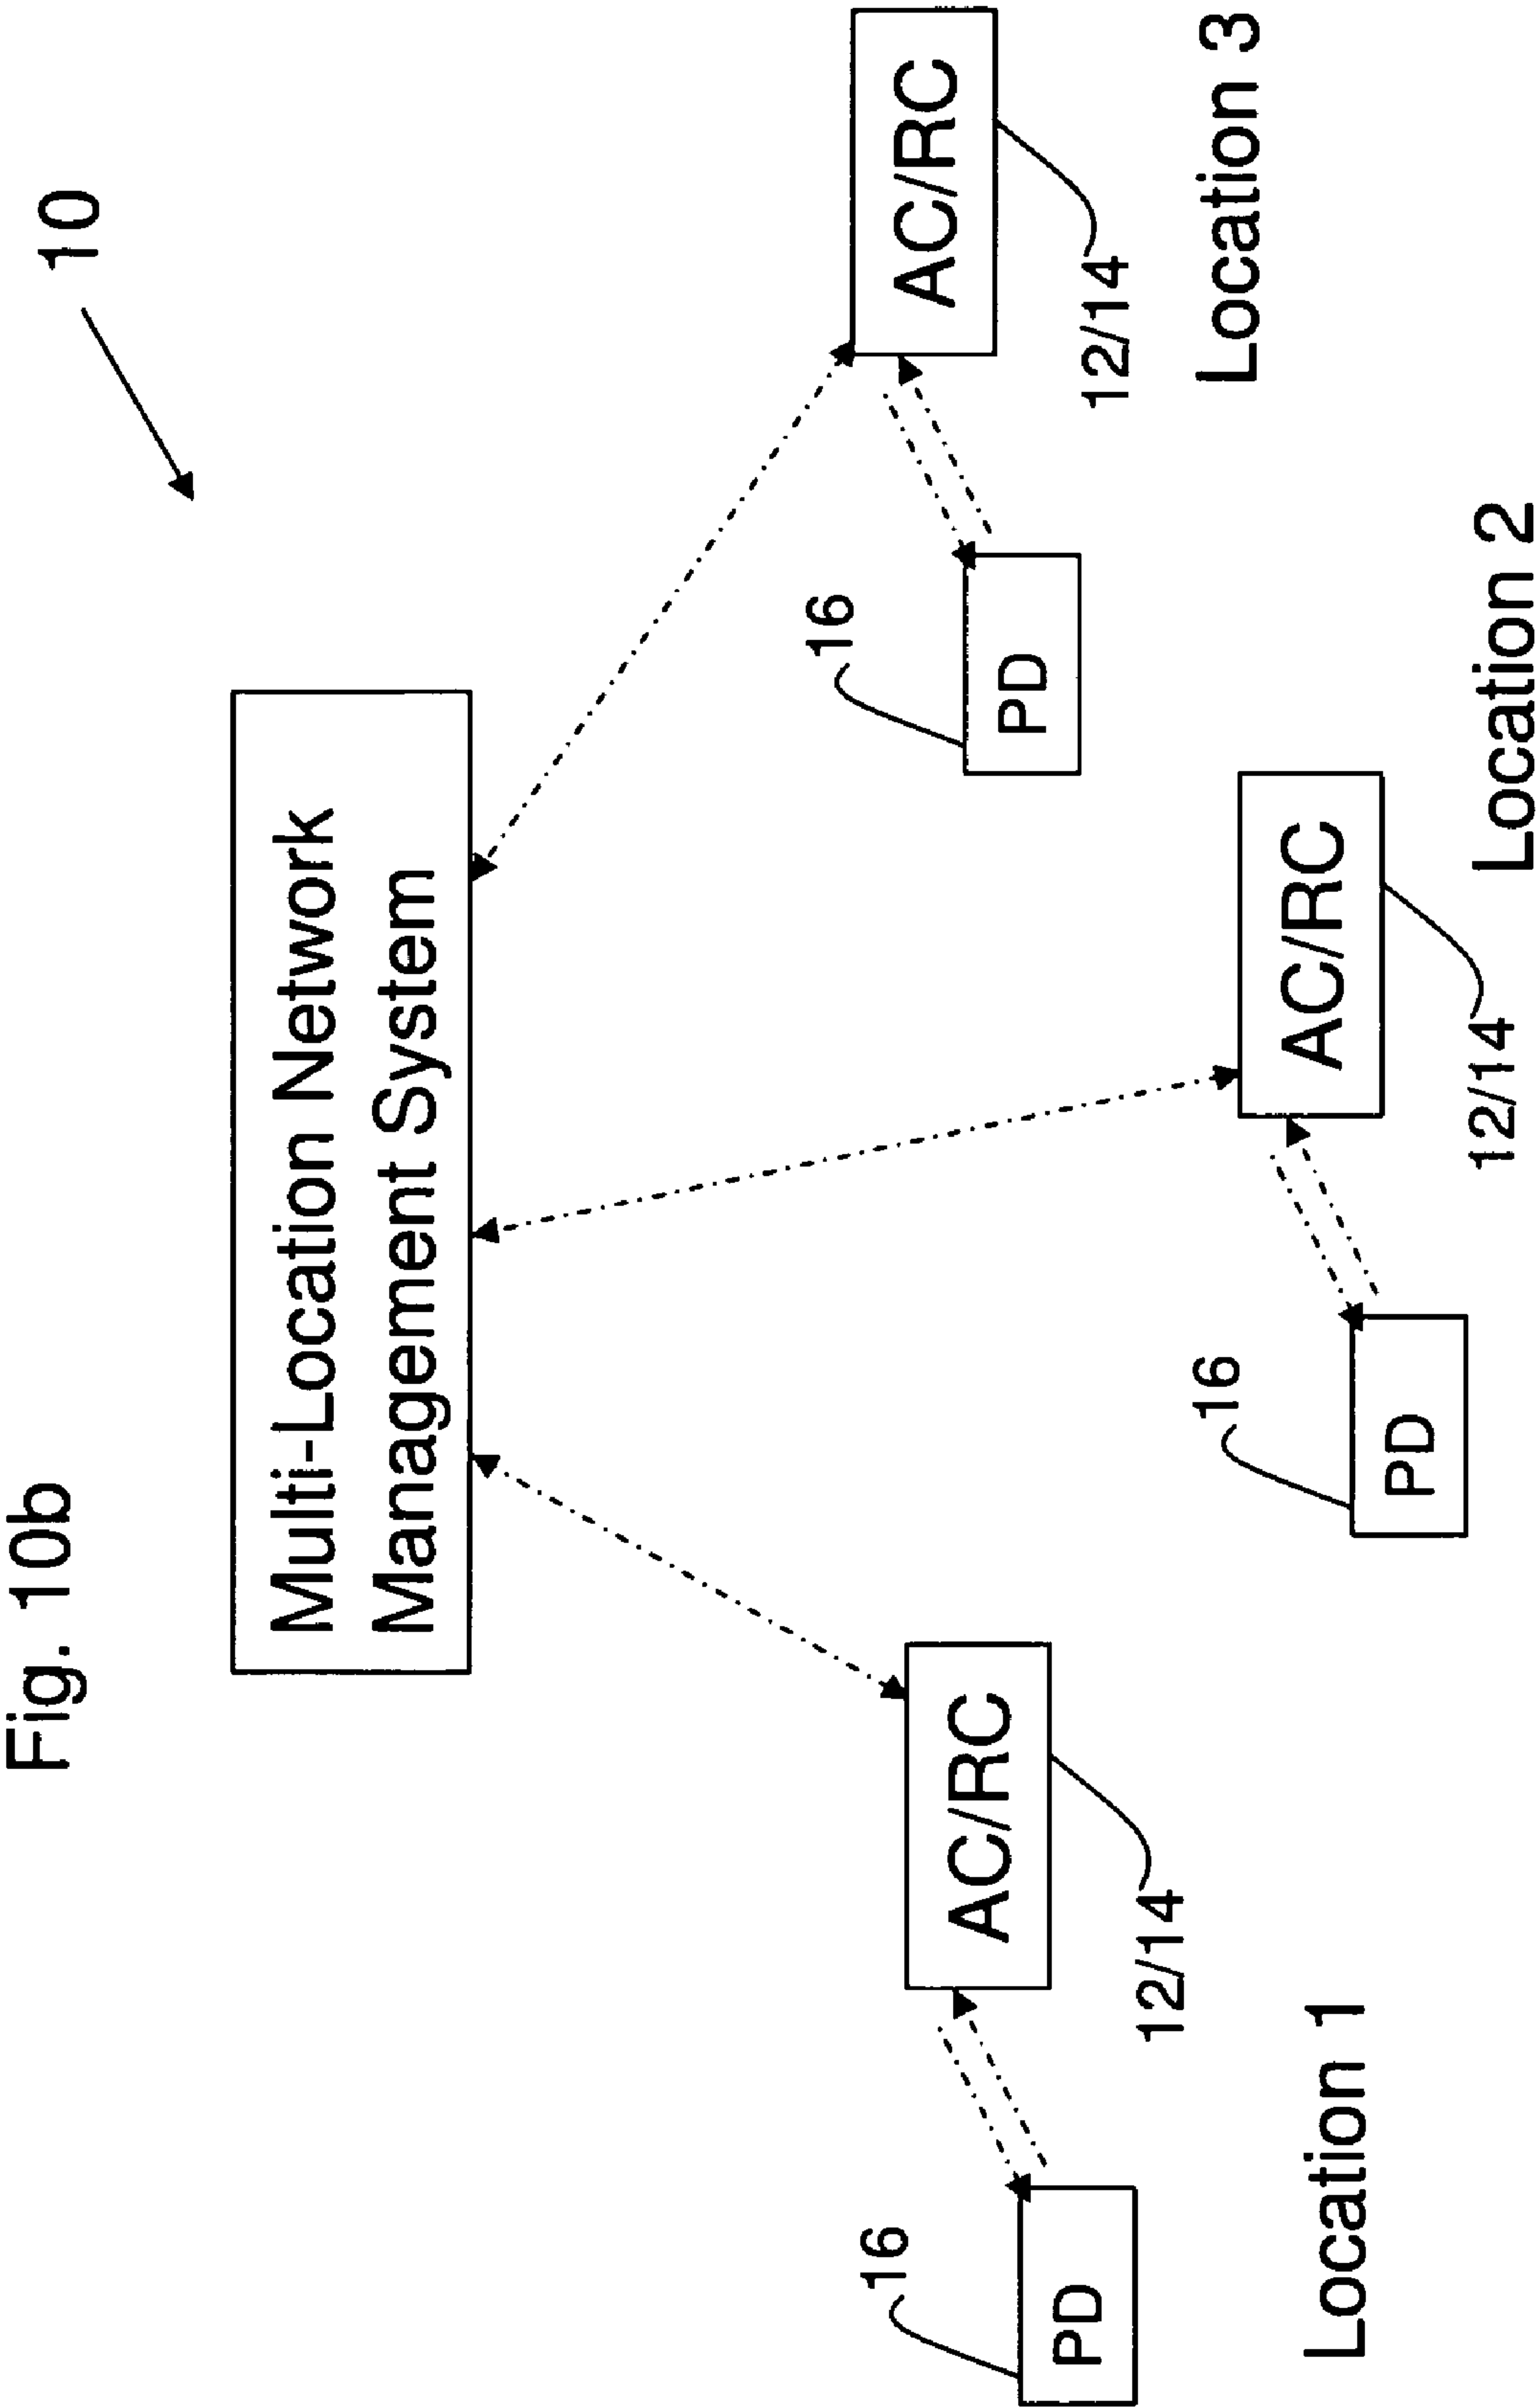 Fig. 10b
10
Multi-Location Network
Management System
16
PD
AC/RC
12/14
Location 1
16
PD
AC/RC
12/14
Location 2
16
PD
AC/RC
12/14
Location 3